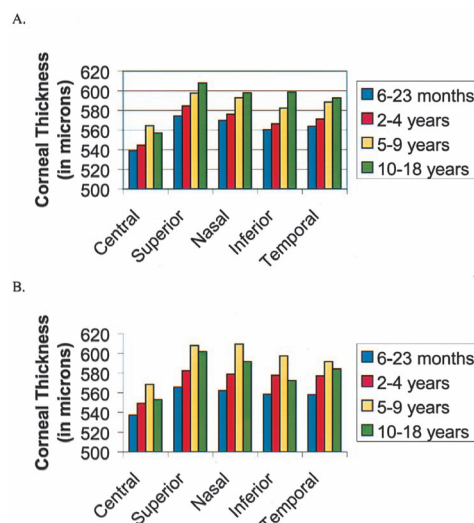 A.
620
600
580
560
540
520
500
Corneal Thickness
(in microns)
Central
Superior
Nasal
Inferior
Temporal
6-23 months
2-4 years
5-9 years
10-18 years
B.
620
600
580
560
540
520
500
Corneal Thickness
(in microns)
Central
Superior
Nasal
Inferior
Temporal
6-23 months
2-4 years
5-9 years
10-18 years